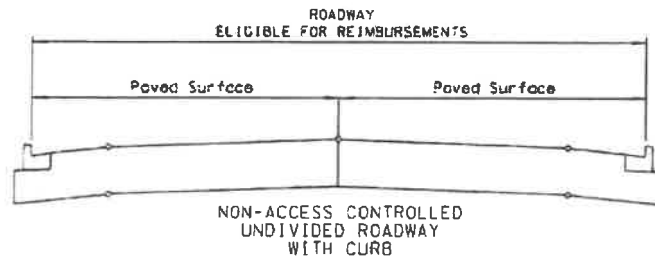 ROADWAY
ELIGIBLE FOR REIMBURSEMENTS
Paved Surface Paved Surface
NON-ACCESS CONTROLLED
UNDIVIDED ROADWAY
WITH CURB